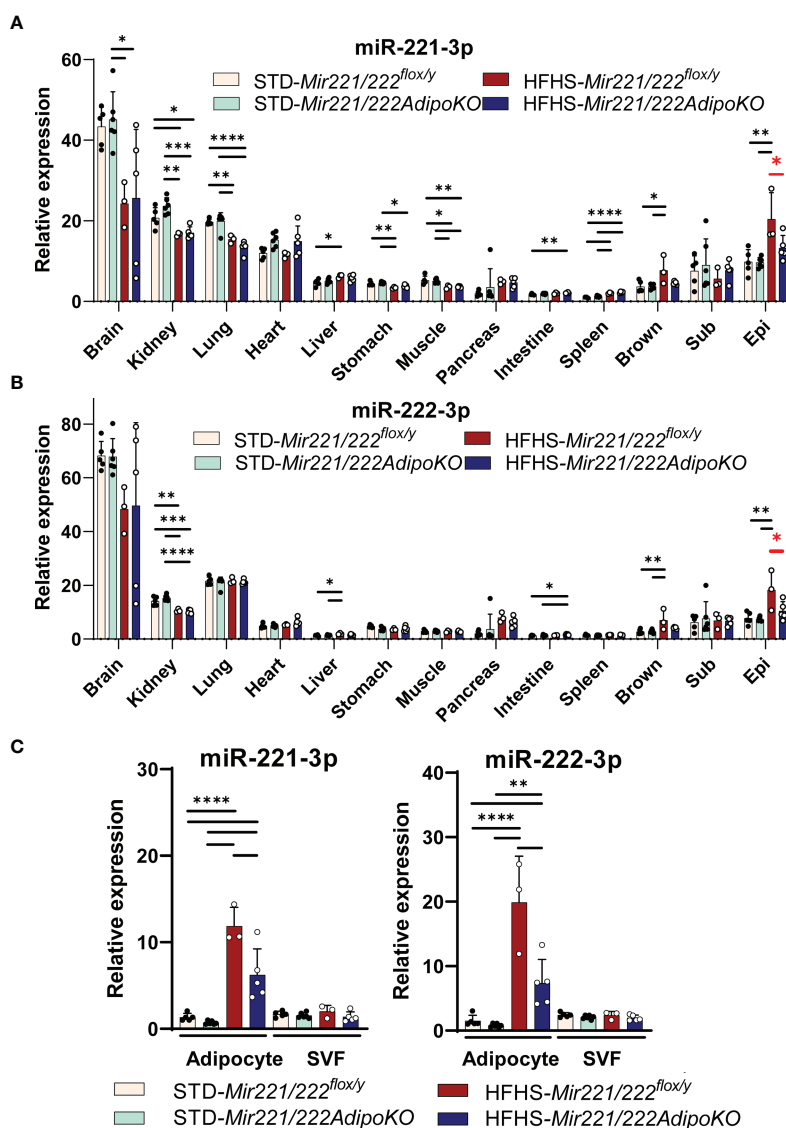 A
miR-221-3p
STD-Mir221/222flox/y HFHS-Mir221/222flox/y
STD-Mir221/222AdipoKO HFHS-Mir221/222AdipoKO
Relative expression
60
40
20
0
* * *** ** **** ** * * ** ** * ** **** * ** *
Brain Kidney Lung Heart Liver Stomach Muscle Pancreas Intestine Spleen Brown Sub Epi
B
miR-222-3p
STD-Mir221/222flox/y HFHS-Mir221/222flox/y
STD-Mir221/222AdipoKO HFHS-Mir221/222AdipoKO
Relative expression
80
60
40
20
0
** *** **** * * ** ** *
Brain Kidney Lung Heart Liver Stomach Muscle Pancreas Intestine Spleen Brown Sub Epi
C
miR-221-3p
Relative expression
30
20
10
0
****
Adipocyte SVF
miR-222-3p
Relative expression
40
30
20
10
0
**
****
Adipocyte SVF
STD-Mir221/222flox/y HFHS-Mir221/222flox/y
STD-Mir221/222AdipoKO HFHS-Mir221/222AdipoKO